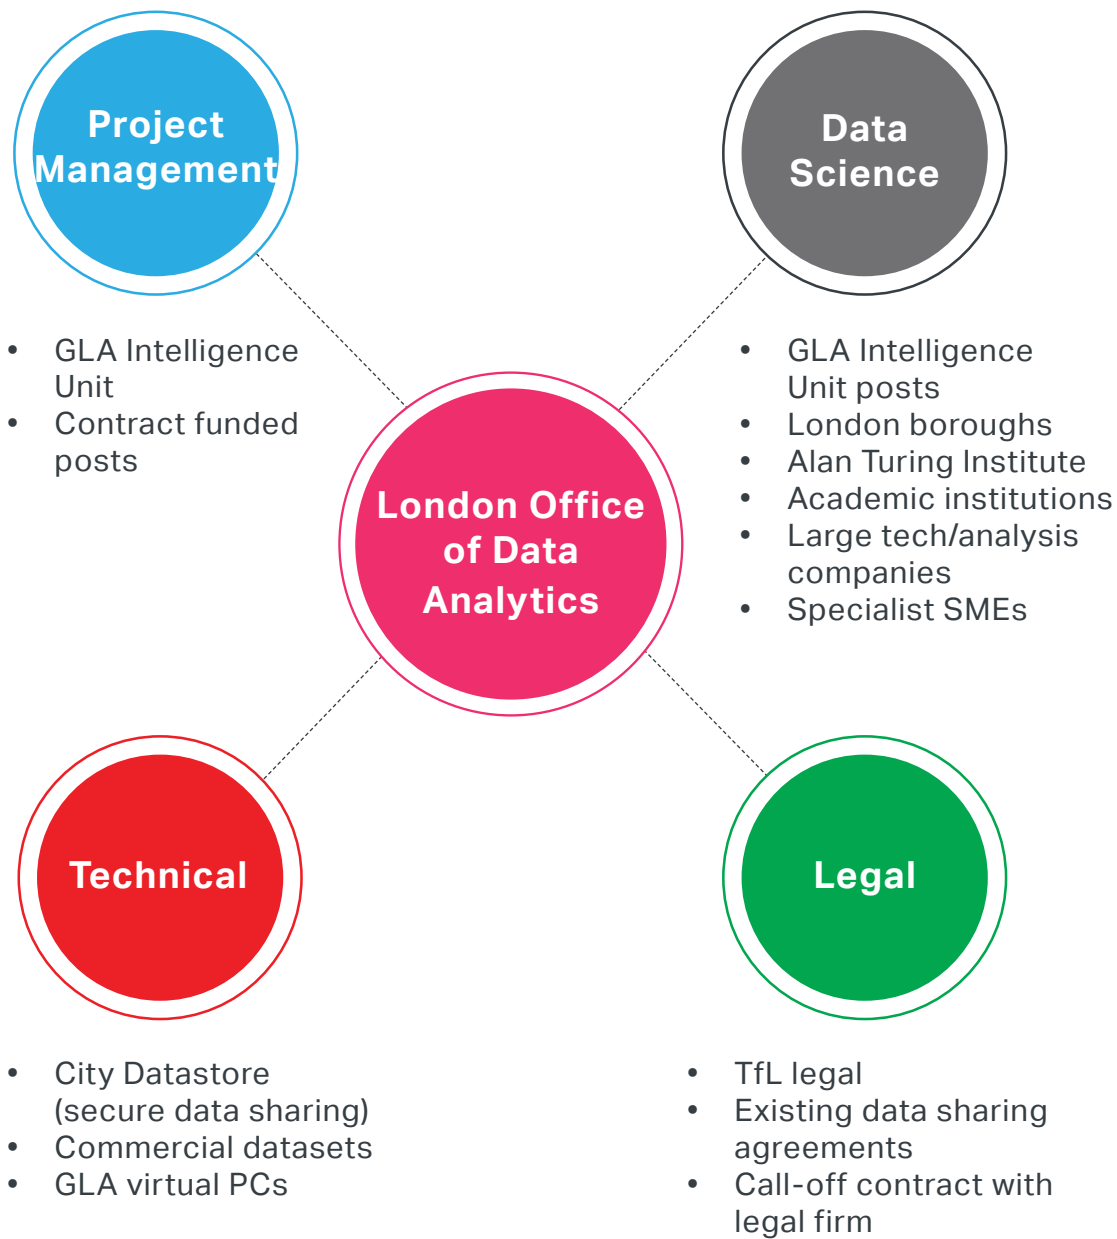 Project
Management
• GLA Intelligence
Unit
• Contract funded
posts
Data
Science
• GLA Intelligence
Unit posts
• London boroughs
• Alan Turing Institute
• Academic institutions
• Large tech/analysis
companies
• Specialist SMEs
London Office
of Data
Analytics
Technical
• City Datastore
(secure data sharing)
• Commercial datasets
• GLA virtual PCs
Legal
• TfL legal
• Existing data sharing
agreements
• Call-off contract with
legal firm